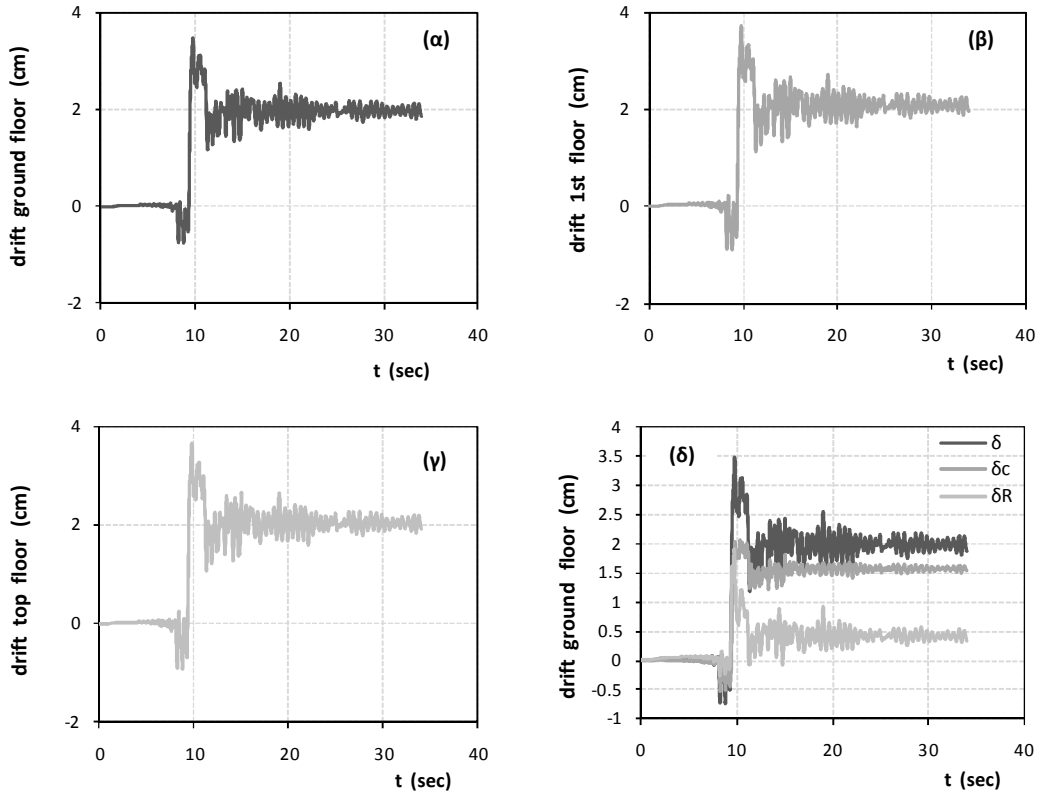 4
2
0
-2
0
10
20
30
40
drift ground floor (cm)
t (sec)
(α)
4
2
0
2
0
10
20
30
40
drift 1st floor (cm)
t (sec)
(β)
4
2
0
-2
0
10
20
30
40
drift top floor (cm)
t (sec)
(γ)
4
3.5
3
2.5
2
1.5
1
0.5
0
-0.5
-1
0
10
20
30
40
drift ground floor (cm)
t (sec)
(δ)
δ
δc
δR